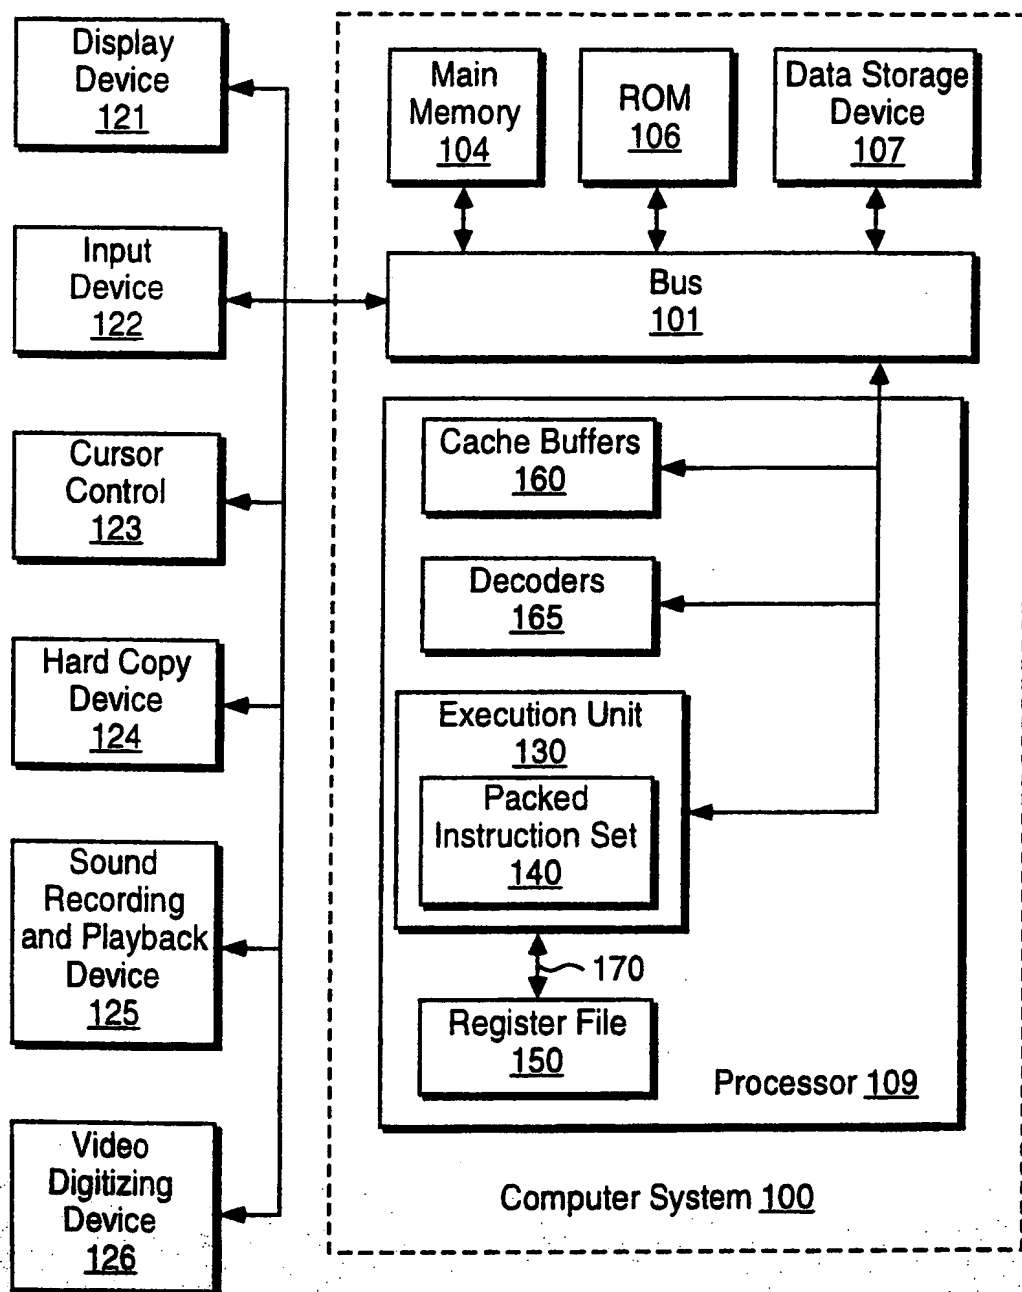 Display
Device
121
Input
Device
122
Cursor
Control
123
Hard Copy
Device
124
Sound
Recording
and Playback
Device
125
Video
Digitizing
Device
126
Main
Memory
104
ROM
106
Data Storage
Device
107
Bus
101
Cache Buffers
160
Decoders
165
Execution Unit
130
Packed
Instruction Set
140
170
Register File
150
Processor 109
Computer System 100